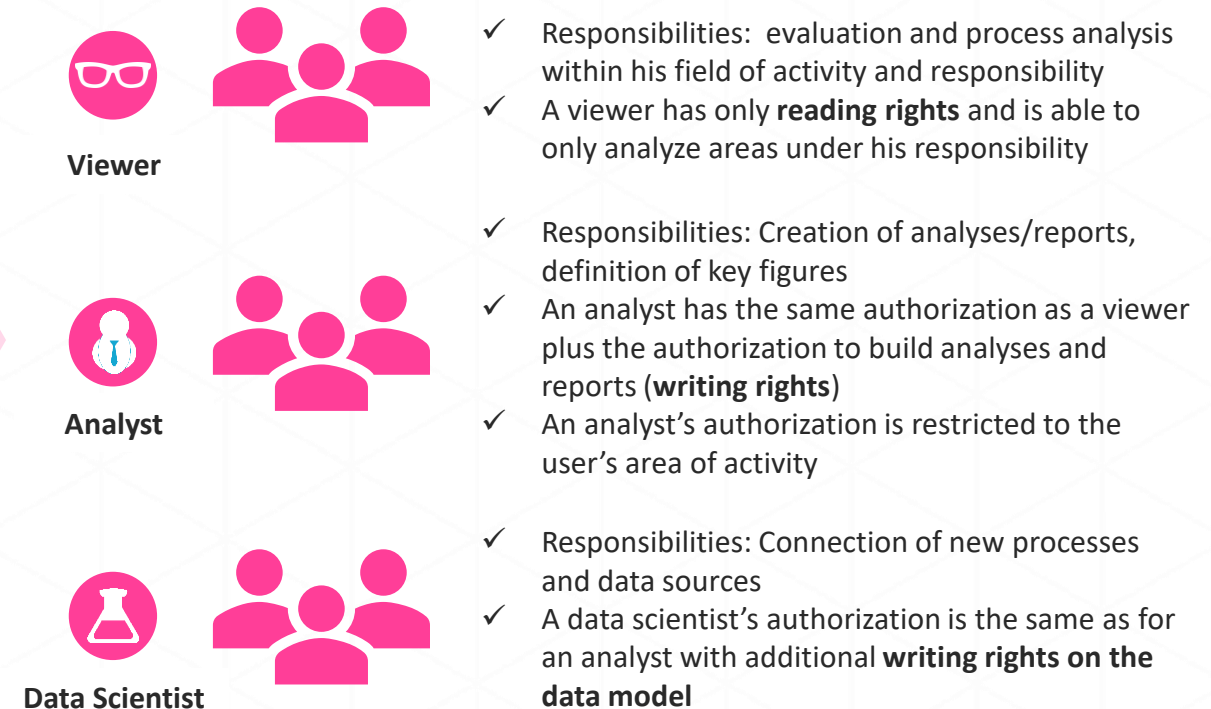 Viewer
✓ Responsibilities:  evaluation and process analysis
within his field of activity and responsibility
✓ A viewer has only reading rights and is able to
only analyze areas under his responsibility
Analyst
✓ Responsibilities: Creation of analyses/reports,
definition of key figures
✓ An analyst has the same authorization as a viewer
plus the authorization to build analyses and
reports (writing rights)
✓ An analyst’s authorization is restricted to the
user’s area of activity
Data Scientist
✓ Responsibilities: Connection of new processes
and data sources
✓ A data scientist’s authorization is the same as for
an analyst with additional writing rights on the
data model